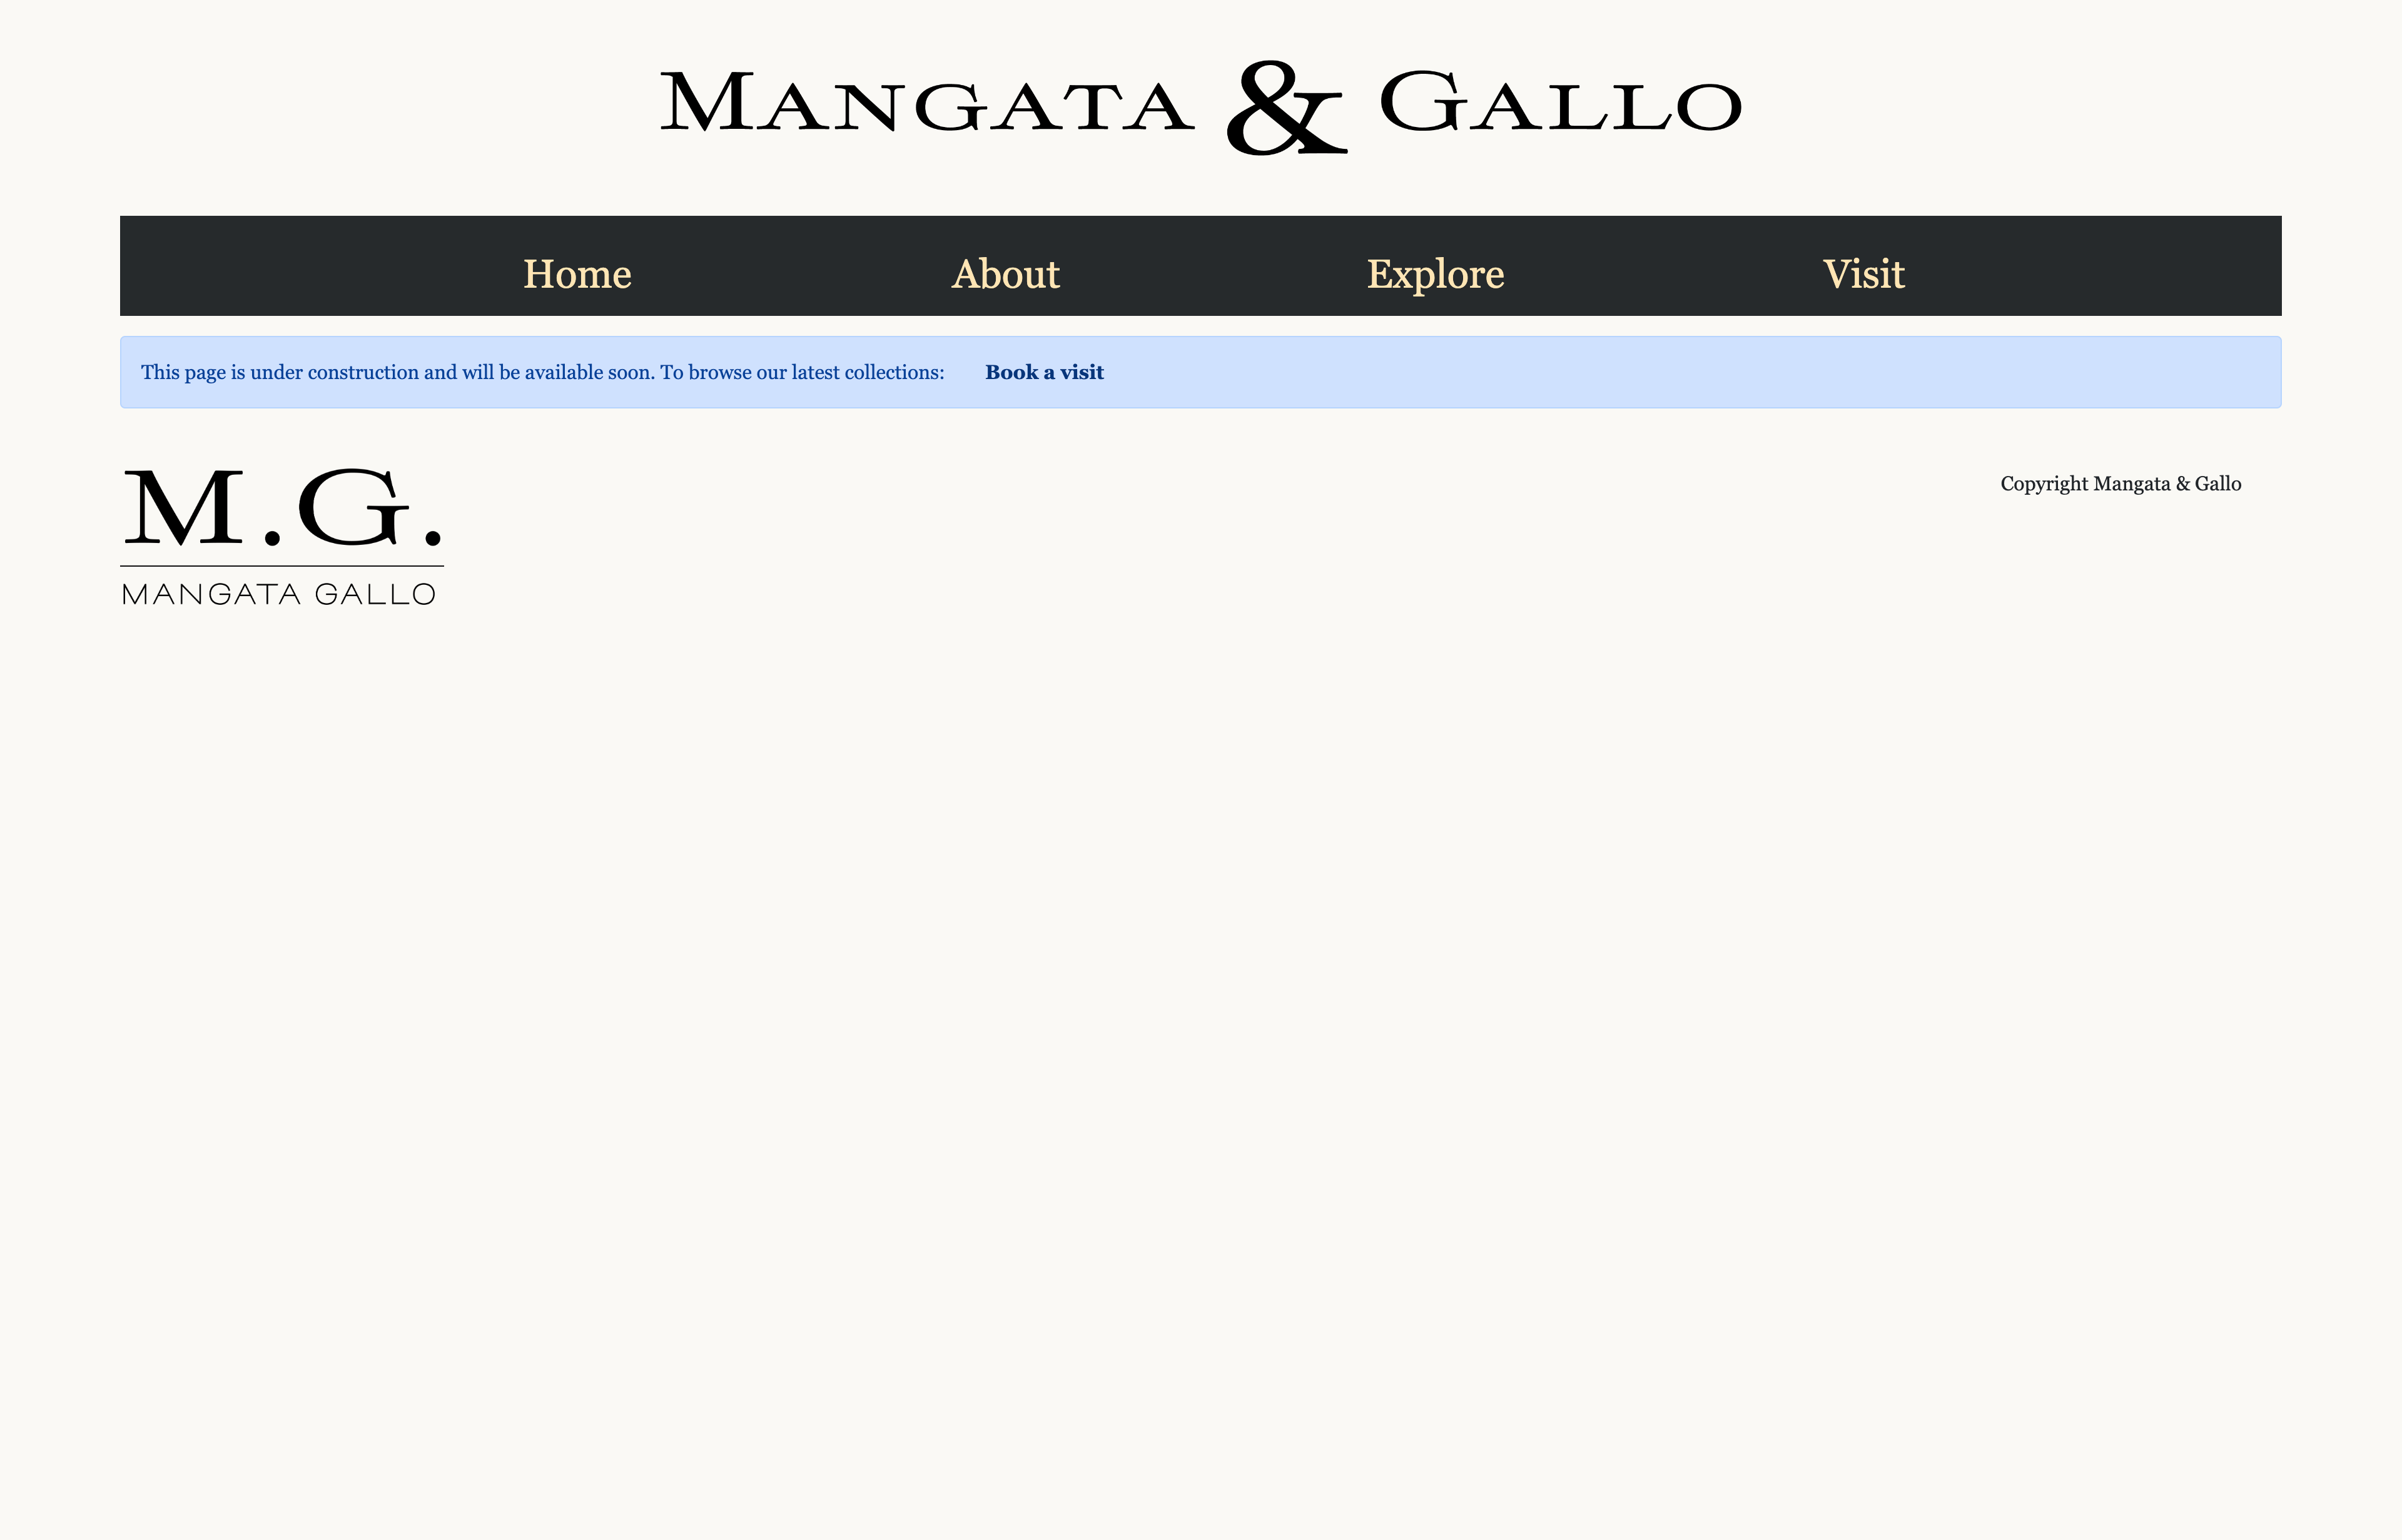 MANGATA & GALLO
Home About Explore Visit
This page is under construction and will be available soon. To browse our latest collections: Book a visit
M.G.
MANGATA GALLO
Copyright Mangata & Gallo